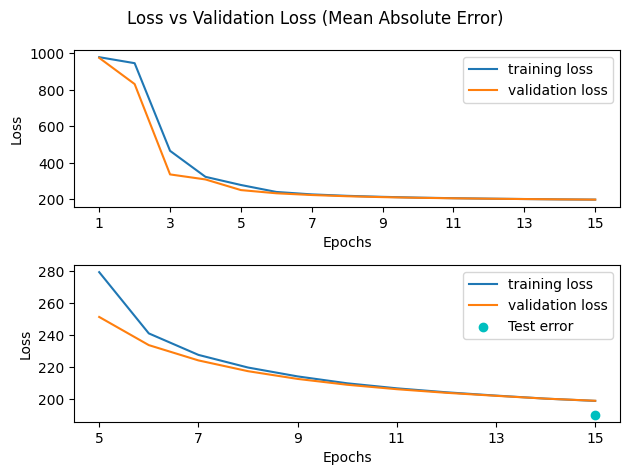 Loss vs Validation Loss (Mean Absolute Error)
1000
800
600
400
200
Loss
training loss
validation loss
1 3 5 7 9 11 13 15
Epochs
280
260
240
220
200
Loss
training loss
validation loss
Test error
5 7 9 11 13 15
Epochs